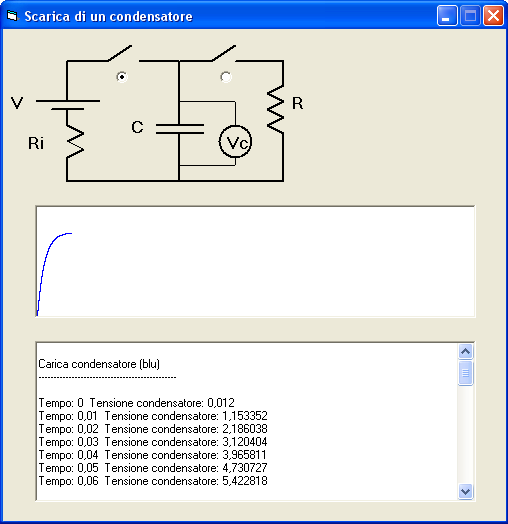 Scarica di un condensatore
V
R
C
Vc
Ri
Carica condensatore (blu)
----------------------------------------------
Tempo: 0  Tensione condensatore: 0,012
Tempo: 0,01  Tensione condensatore: 1,153352
Tempo: 0,02  Tensione condensatore: 2,186038
Tempo: 0,03  Tensione condensatore: 3,120404
Tempo: 0,04  Tensione condensatore: 3,965811
Tempo: 0,05  Tensione condensatore: 4,730727
Tempo: 0,06  Tensione condensatore: 5,422818